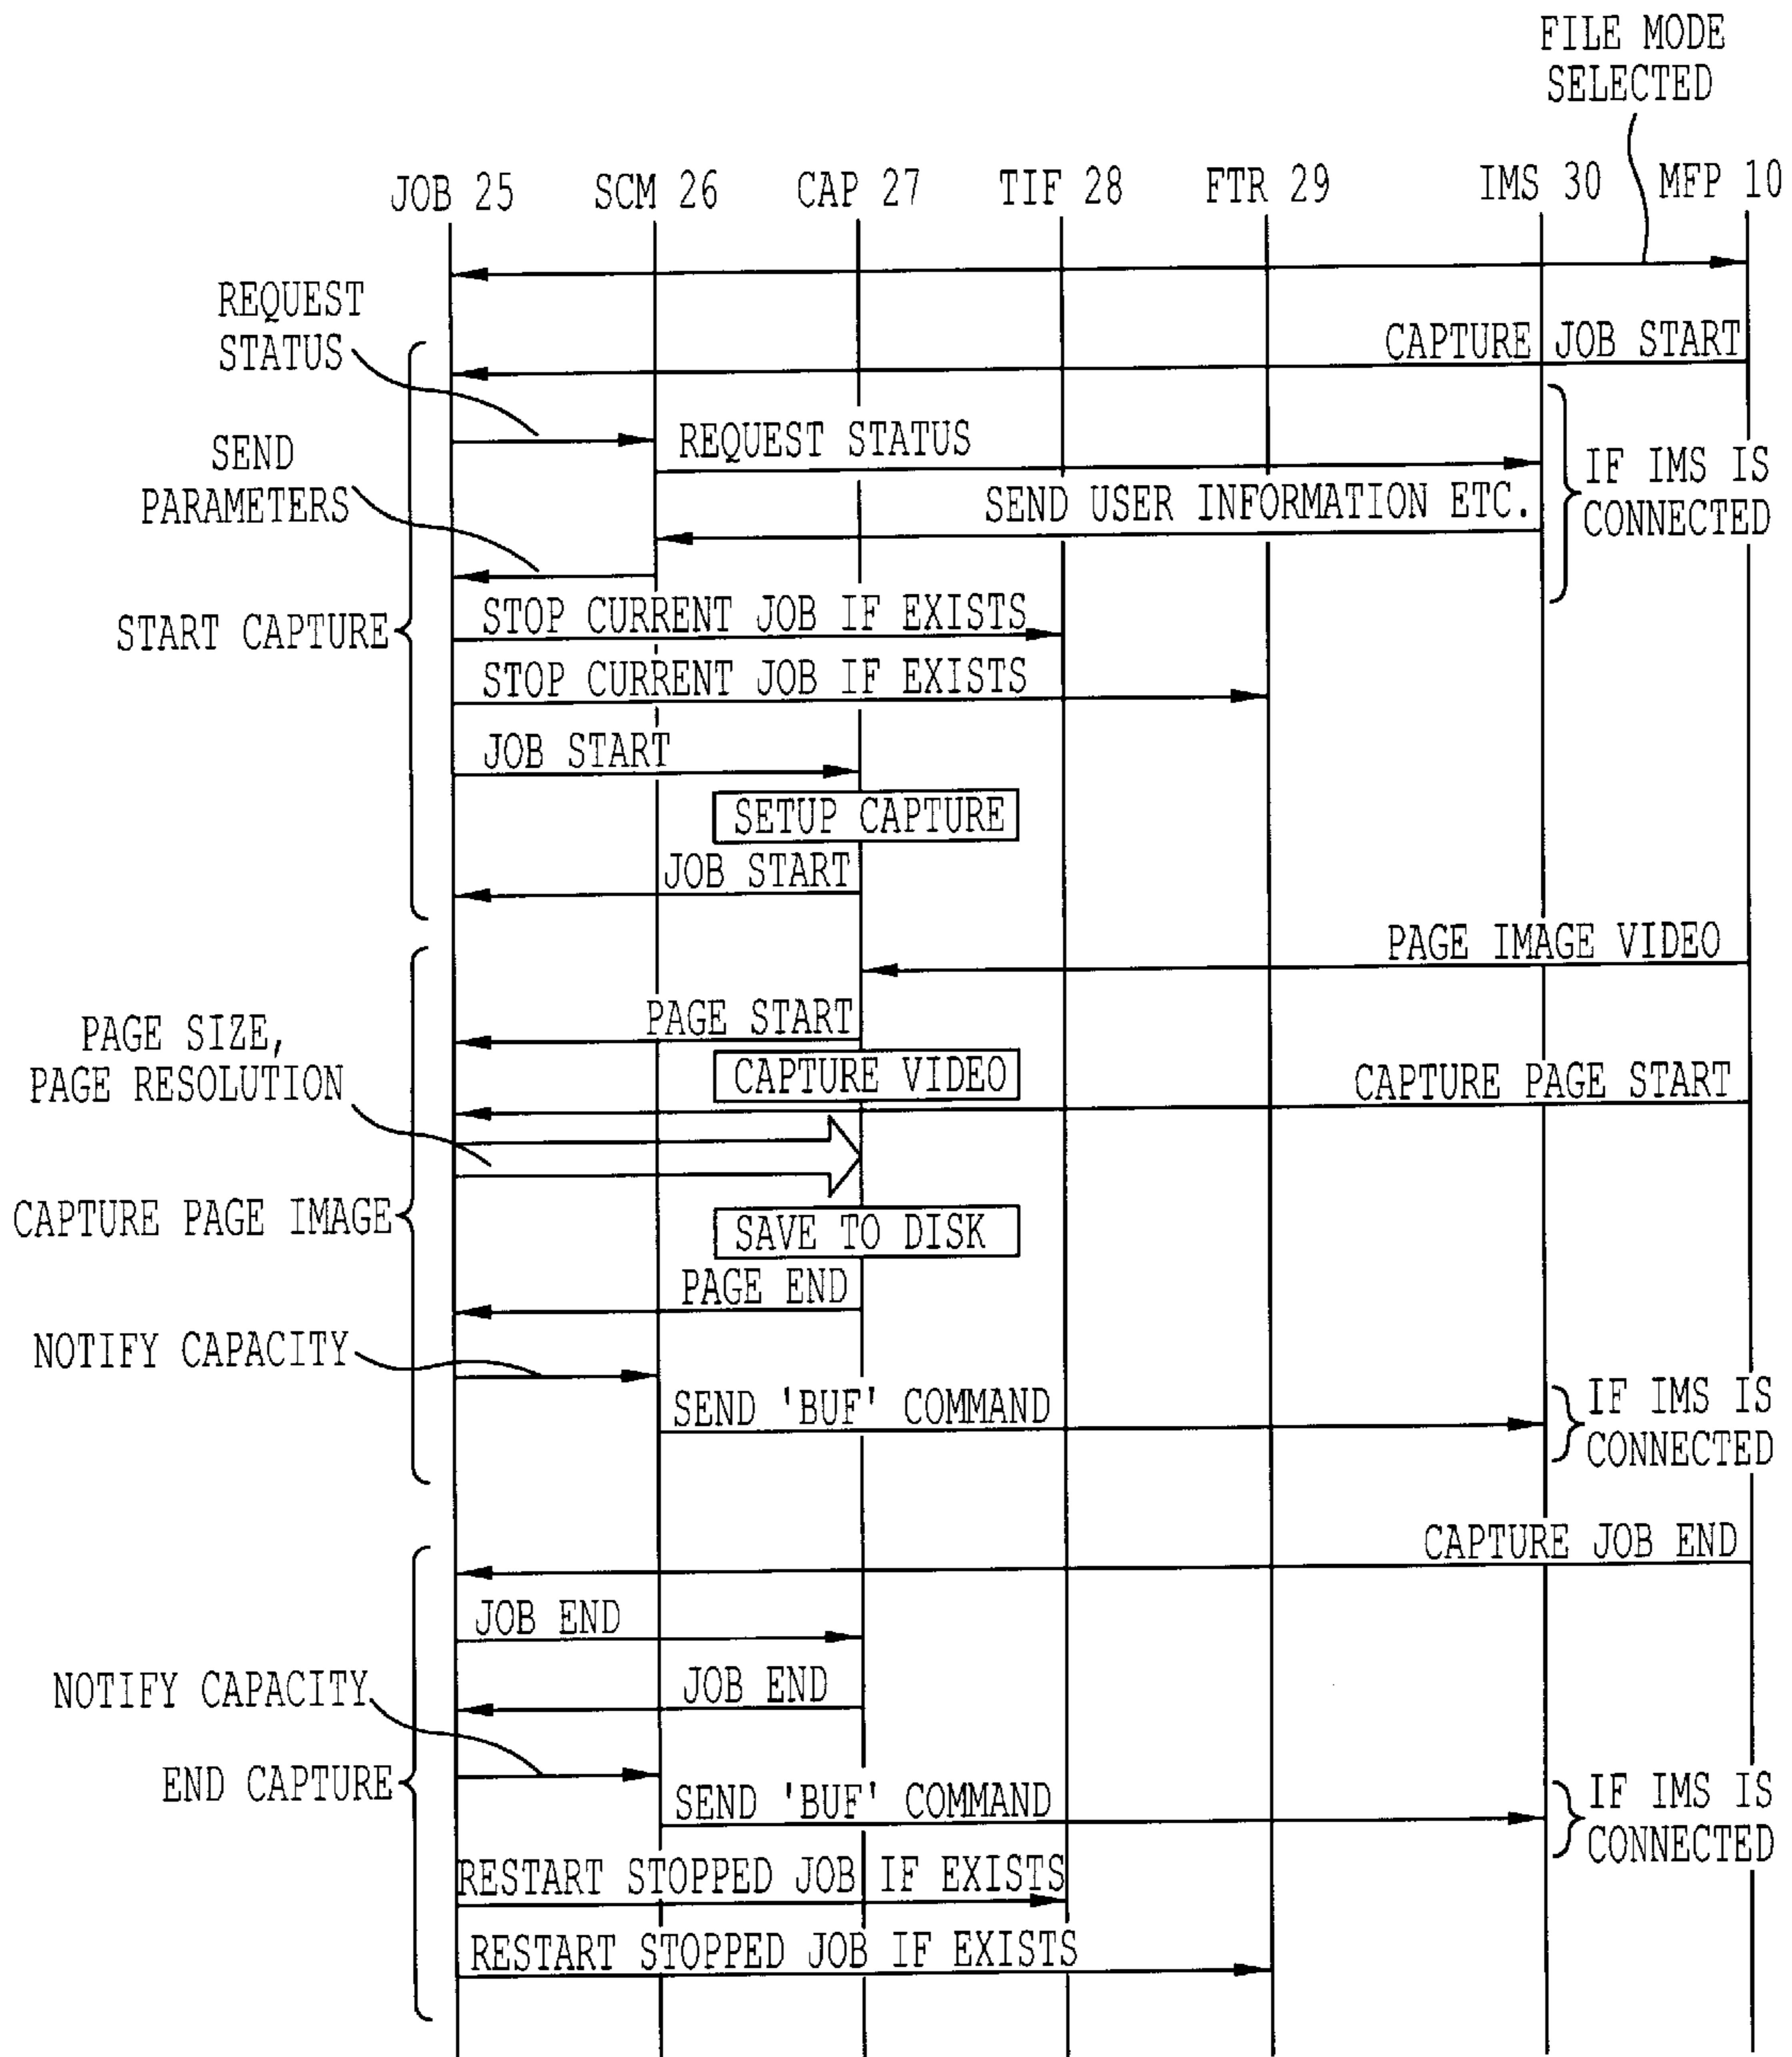 FILE MODE
SELECTED
JOB 25 SCM 26 CAP 27 TIF 28 FTR 29 IMS 30 MFP 10
REQUEST
STATUS
CAPTURE JOB START
REQUEST STATUS
SEND
PARAMETERS
IF IMS IS
CONNECTED
SEND USER INFORMATION ETC.
STOP CURRENT JOB IF EXISTS
START CAPTURE
STOP CURRENT JOB IF EXISTS
JOB START
SETUP CAPTURE
JOB START
PAGE IMAGE VIDEO
PAGE START
PAGE SIZE,
PAGE RESOLUTION
CAPTURE VIDEO
CAPTURE PAGE START
CAPTURE PAGE IMAGE
SAVE TO DISK
PAGE END
NOTIFY CAPACITY
SEND 'BUF' COMMAND
IF IMS IS
CONNECTED
CAPTURE JOB END
JOB END
NOTIFY CAPACITY
JOB END
END CAPTURE
SEND 'BUF' COMMAND
IF IMS IS
CONNECTED
RESTART STOPPED JOB IF EXISTS
RESTART STOPPED JOB IF EXISTS